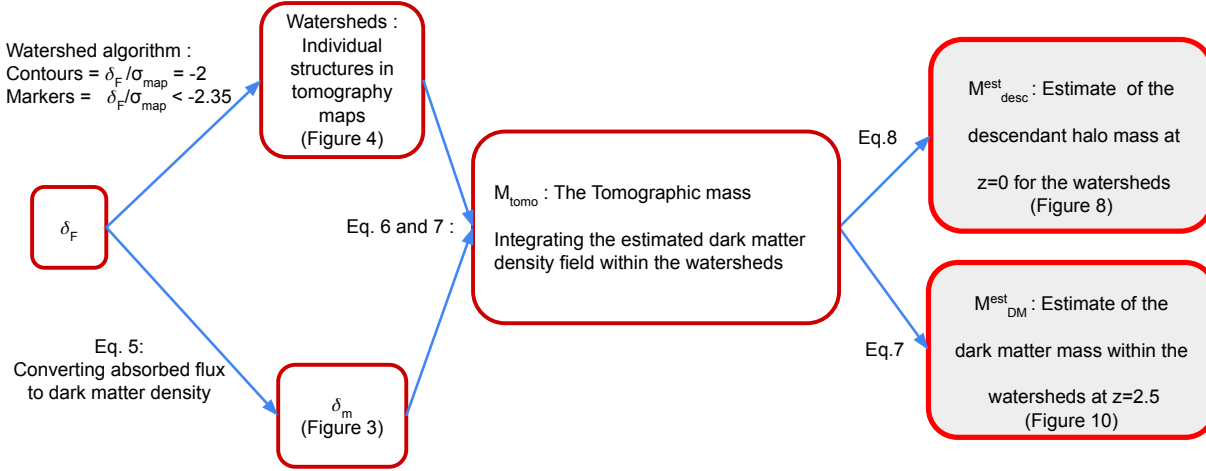 Watershed algorithm :
Contours = δF /σmap = -2
Markers = δF/σmap < -2.35
Watersheds :
Individual
structures in
tomography
maps
(Figure 4)
δF
Eq. 5:
Converting absorbed flux
to dark matter density
δm
(Figure 3)
Eq. 6 and 7 :
Mtomo : The Tomographic mass
Integrating the estimated dark matter
density field within the watersheds
Eq.8
Mestdesc : Estimate of the
descendant halo mass at
z=0 for the watersheds
(Figure 8)
Eq.7
MestDM : Estimate of the
dark matter mass within the
watersheds at z=2.5
(Figure 10)